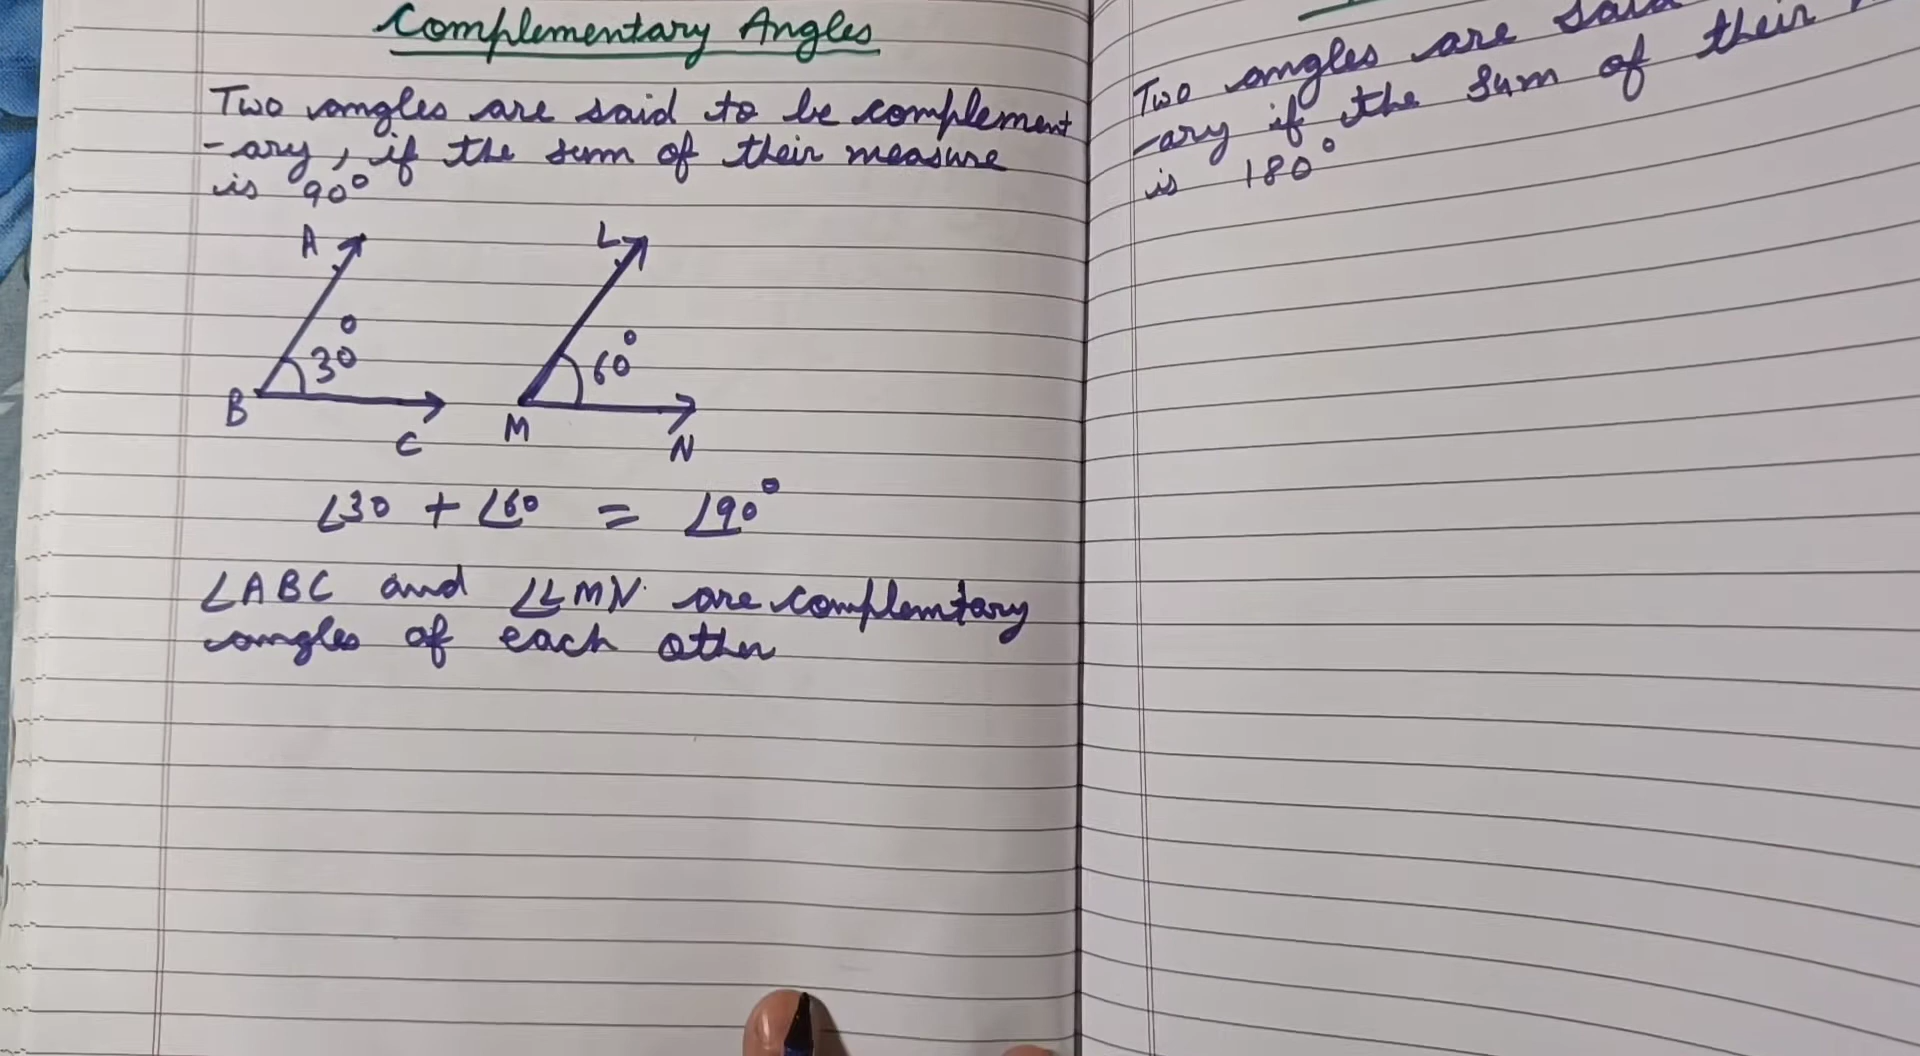 Complementary Angles
Two angles are said to be complement
-ary, if the sum of their measure
is 90°
A
L
30°
60°
B
C
M
N
∠30 + ∠60 = ∠90°
∠ABC and ∠LMN are complemtary
angles of each other
Two angles are said
-ary if the sum of their
is 180°